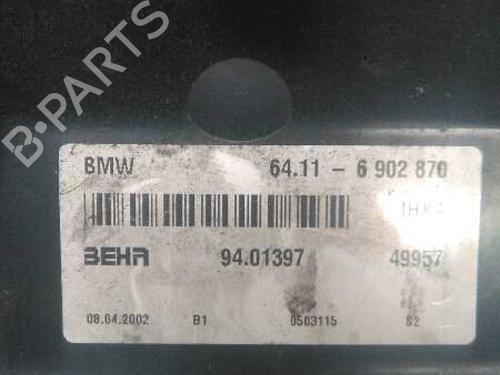 B-PARTS
BMW 64.11 - 6 902 870
IHKA
BEHR 94.01397 49957
08.04.2002 B1 0503115 S2